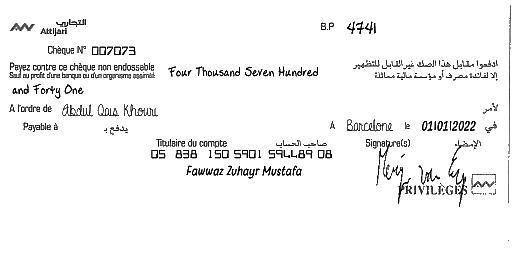 التجاري
Attijari
B.P 4741
Chèque N° 007073
Payez contre ce chèque non endossable
Sauf au profit d'une banque ou d'un organisme assimilé
Four Thousand Seven Hundred
ادفعوا مقابل هذا الصك غير القابل للتظهير
إلا لفائدة مصرف أو مؤسسة مالية مماثلة
and Forty One
A l'ordre de Abdul Qais Khouri
لأمر
Payable à يدفع بـ
A Barcelone le 01/01/2022 في
Titulaire du compte صاحب الحساب
Signature(s) الإمضاء
05 838 150 5901 594489 08
Fawwaz Zuhayr Mustafa
PRIVILÈGES